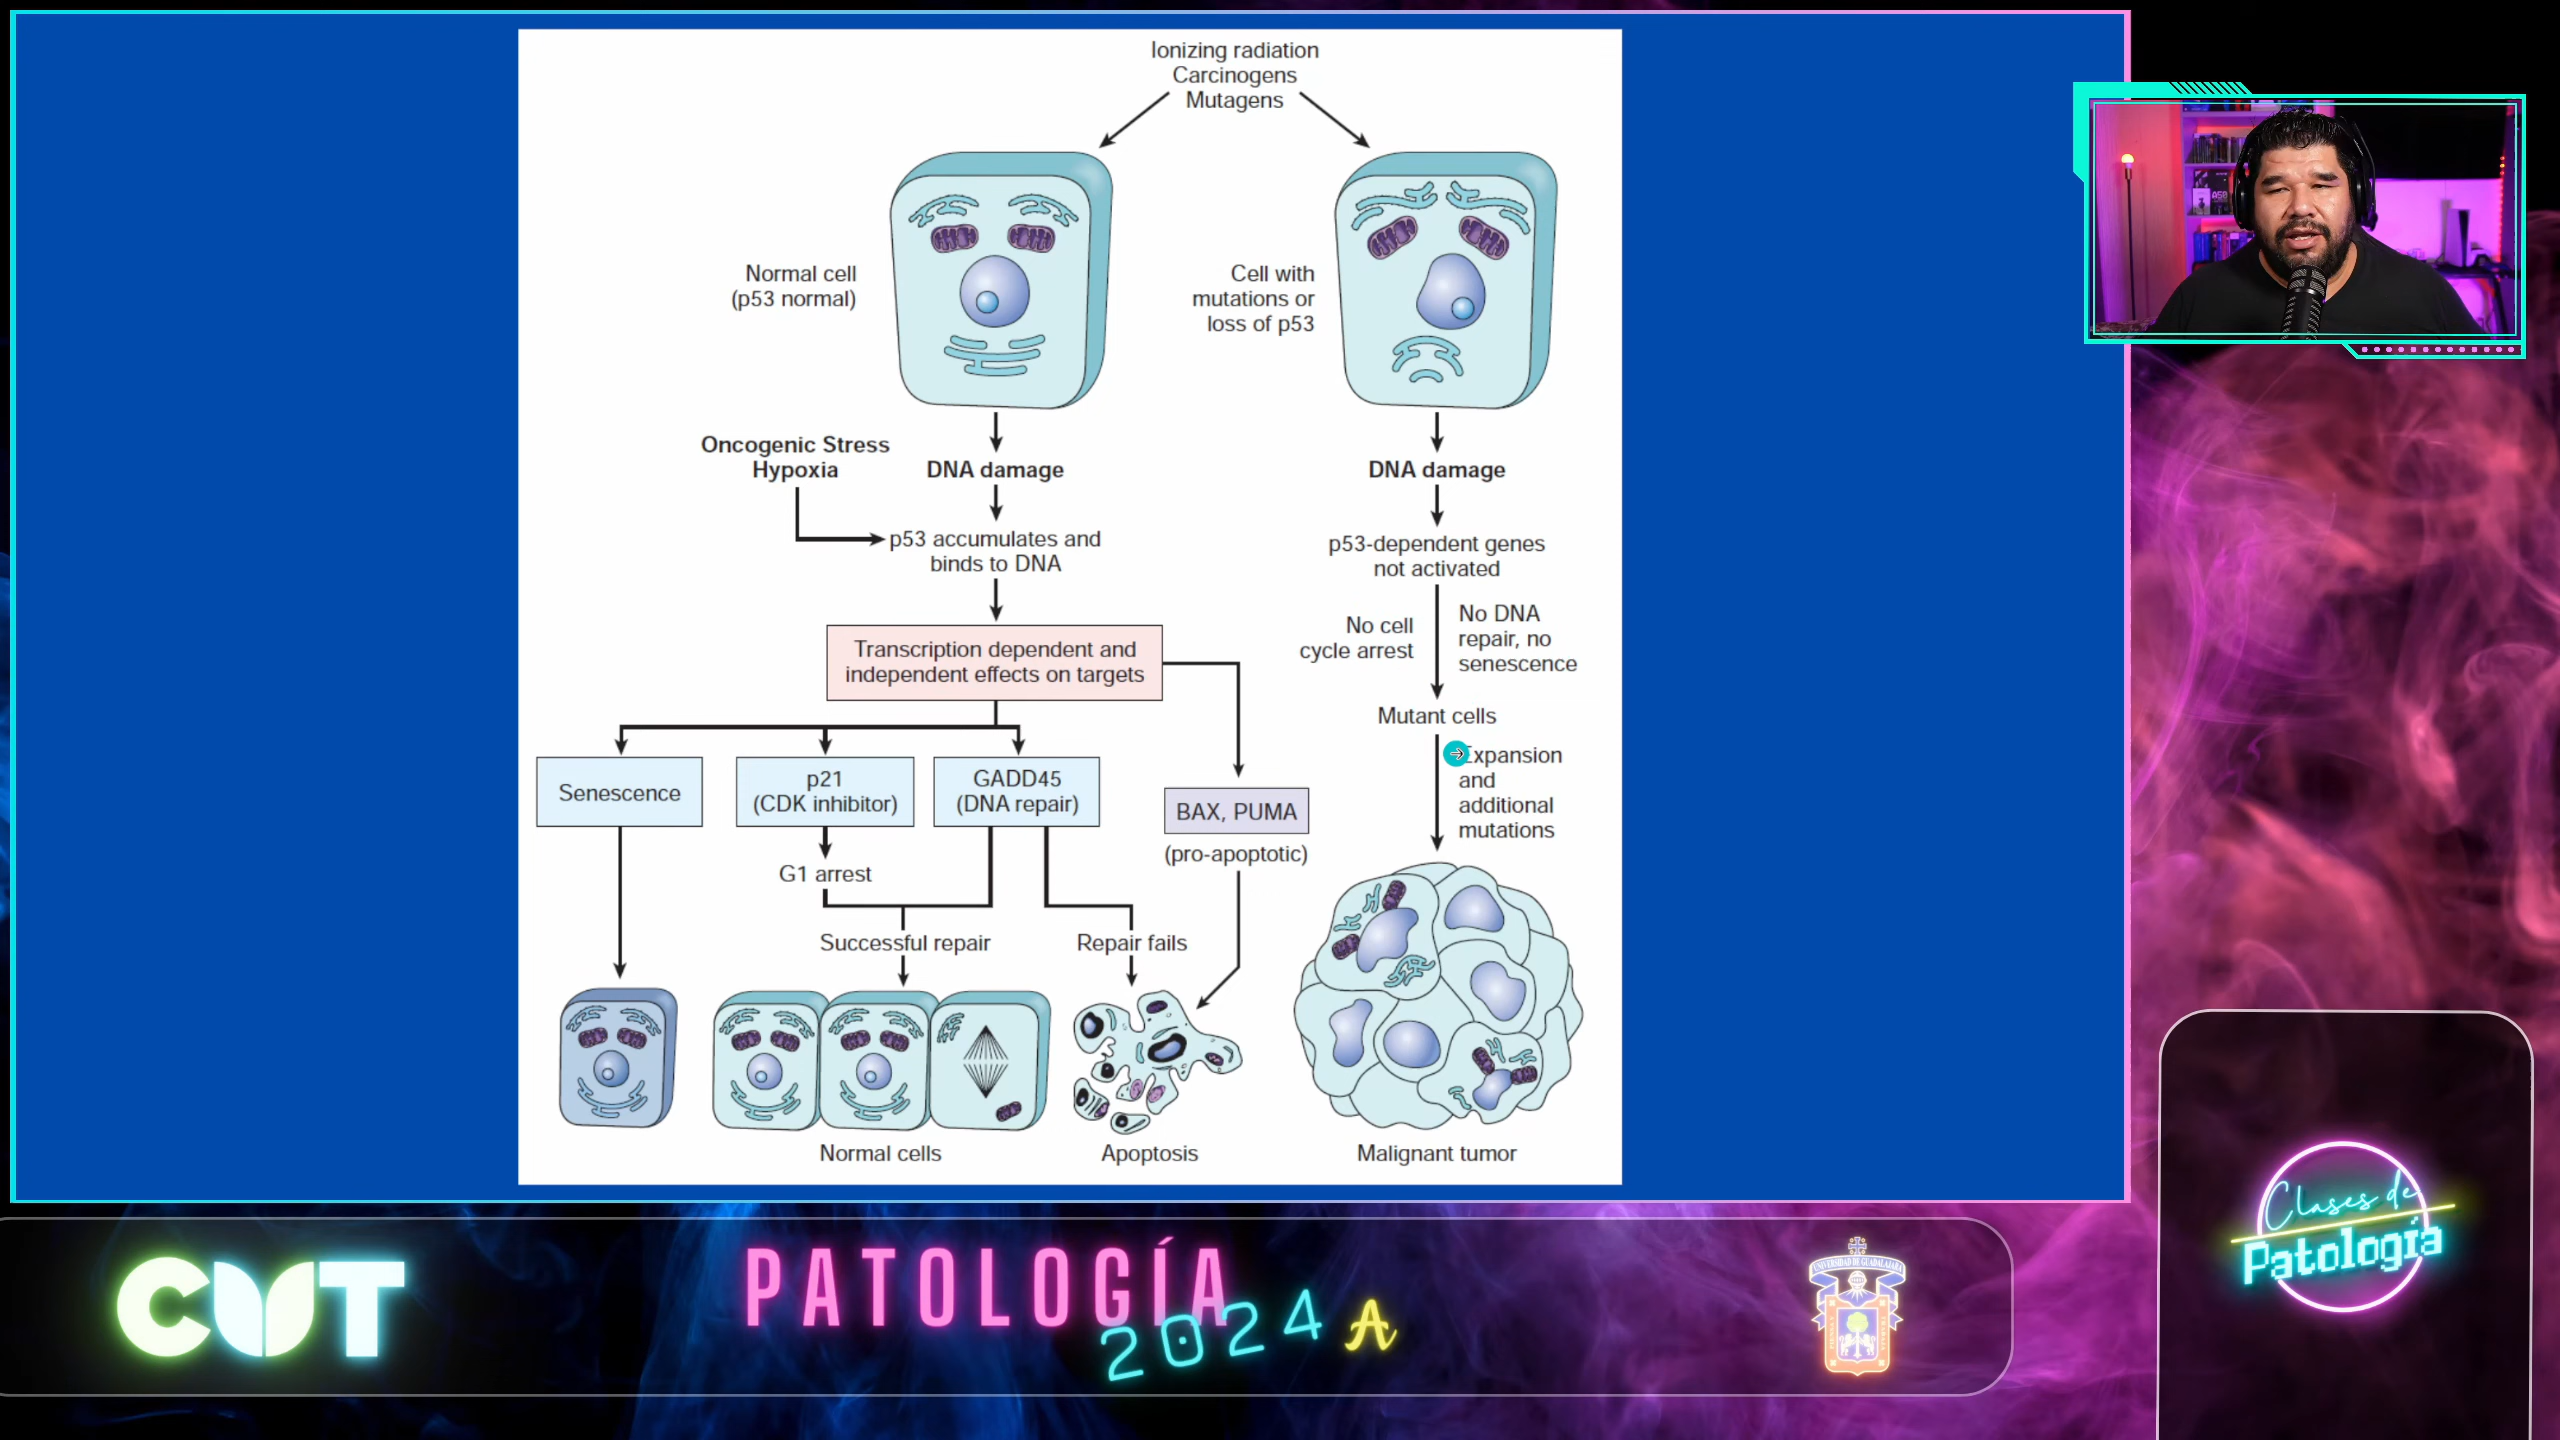 Ionizing radiation
Carcinogens
Mutagens
Normal cell
(p53 normal)
Cell with
mutations or
loss of p53
Oncogenic Stress
Hypoxia
DNA damage
DNA damage
p53 accumulates and
binds to DNA
p53-dependent genes
not activated
No cell
cycle arrest
No DNA
repair, no
senescence
Transcription dependent and
independent effects on targets
Mutant cells
Expansion
and
additional
mutations
Senescence
p21
(CDK inhibitor)
GADD45
(DNA repair)
BAX, PUMA
(pro-apoptotic)
G1 arrest
Successful repair
Repair fails
Normal cells
Apoptosis
Malignant tumor
CUT
PATOLOGÍA
2024 A
UNIVERSIDAD DE GUADALAJARA
Clases de
Patología